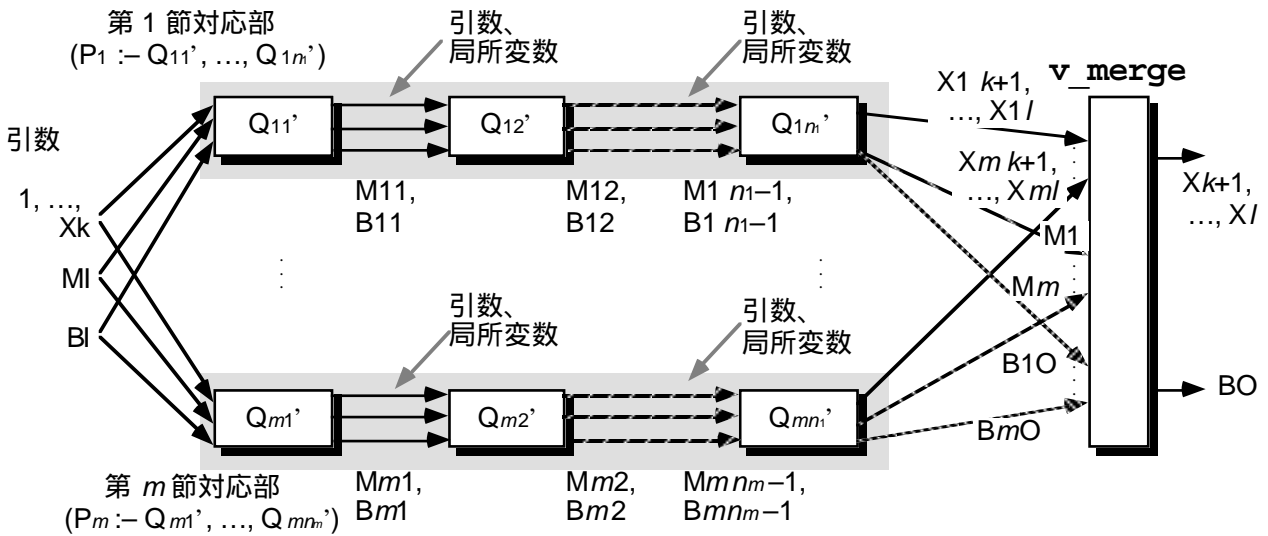 第 1 節対応部
(P1 :– Q11’, …, Q1n1’)
引数、
局所変数
引数、
局所変数
v_merge
X1 k+1,
…, X1l
Q11’
Q12’
Q1n1’
引数
Xm k+1,
…, Xml
Xk+1,
…, Xl
1, …,
Xk
M11,
B11
M12,
B12
M1 n1–1,
B1 n1–1
M1
MI
Mm
BI
引数、
局所変数
引数、
局所変数
B1O
BO
Qm1’
Qm2’
Qmn1’
BmO
第 m 節対応部
(Pm :– Qm1’, …, Qmnm’)
Mm1,
Bm1
Mm2,
Bm2
Mm nm–1,
Bmnm–1